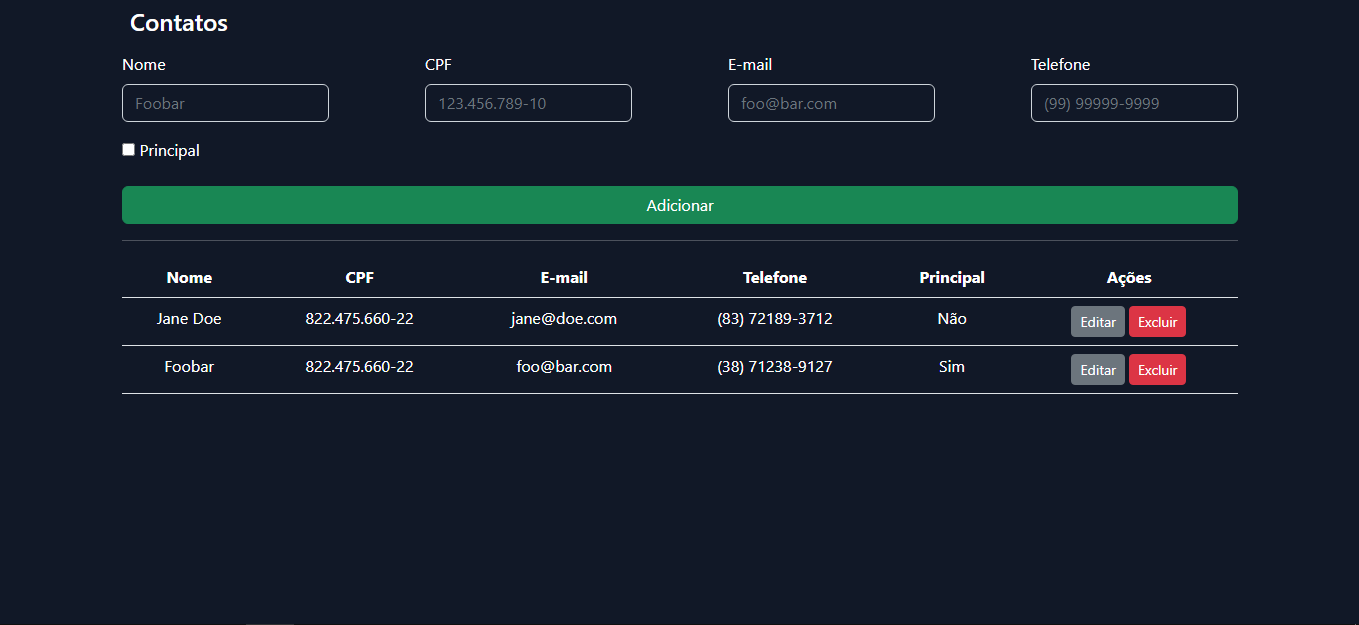 Contatos
Nome CPF E-mail Telefone
Foobar 123.456.789-10 foo@bar.com (99) 99999-9999
Principal
Adicionar
Nome CPF E-mail Telefone Principal Ações
Jane Doe 822.475.660-22 jane@doe.com (83) 72189-3712 Não Editar Excluir
Foobar 822.475.660-22 foo@bar.com (38) 71238-9127 Sim Editar Excluir